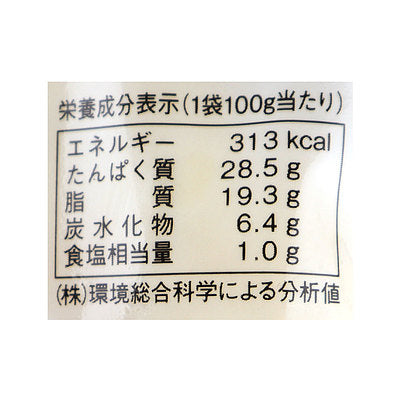 栄養成分表示(1袋100g当たり)
エネルギー 313 kcal
たんぱく質 28.5 g
脂質 19.3 g
炭水化物 6.4 g
食塩相当量 1.0 g
(株)環境総合科学による分析値